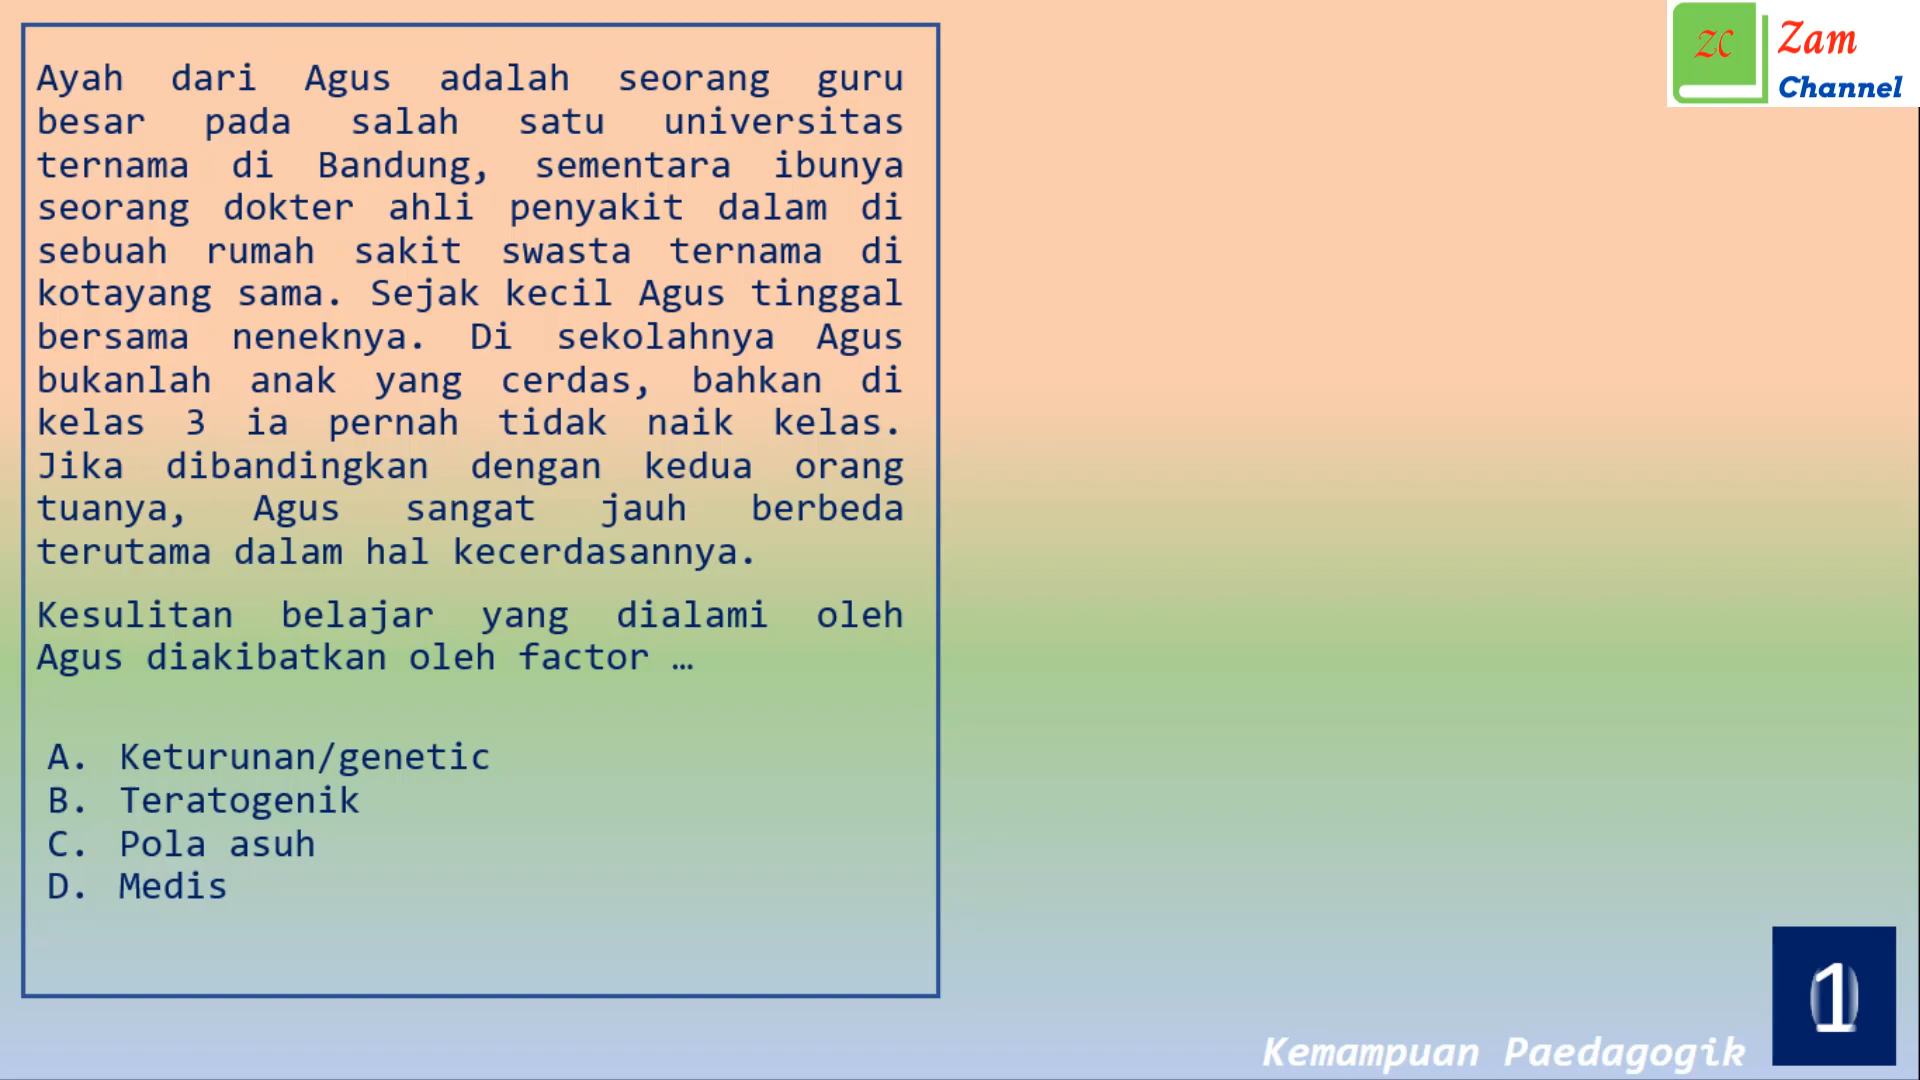 Ayah dari Agus adalah seorang guru
besar pada salah satu universitas
ternama di Bandung, sementara ibunya
seorang dokter ahli penyakit dalam di
sebuah rumah sakit swasta ternama di
kotayang sama. Sejak kecil Agus tinggal
bersama neneknya. Di sekolahnya Agus
bukanlah anak yang cerdas, bahkan di
kelas 3 ia pernah tidak naik kelas.
Jika dibandingkan dengan kedua orang
tuanya, Agus sangat jauh berbeda
terutama dalam hal kecerdasannya.
Kesulitan belajar yang dialami oleh
Agus diakibatkan oleh factor …
A. Keturunan/genetic
B. Teratogenik
C. Pola asuh
D. Medis
ZC Zam
Channel
Kemampuan Paedagogik
1